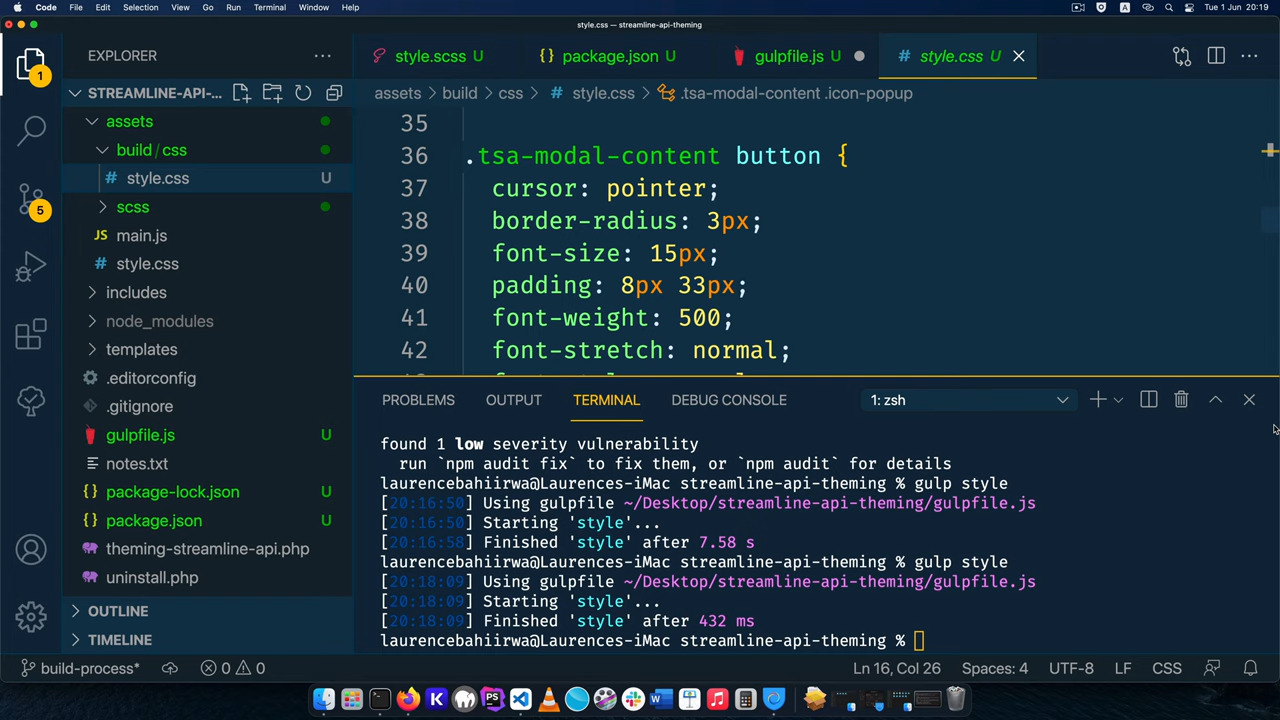 Code File Edit Selection View Go Run Terminal Window Help A Tue 1 Jun 20:19
style.css — streamline-api-theming
EXPLORER
style.scss U
{} package.json U
gulpfile.js U
# style.css U
STREAMLINE-API-...
assets > build > css > # style.css > .tsa-modal-content .icon-popup
1
assets
build / css
# style.css U
scss
5
JS main.js
# style.css
includes
node_modules
templates
.editorconfig
.gitignore
gulpfile.js U
notes.txt
{} package-lock.json U
{} package.json U
theming-streamline-api.php
uninstall.php
OUTLINE
TIMELINE
35
36 .tsa-modal-content button {
37 cursor: pointer;
38 border-radius: 3px;
39 font-size: 15px;
40 padding: 8px 33px;
41 font-weight: 500;
42 font-stretch: normal;
PROBLEMS OUTPUT TERMINAL DEBUG CONSOLE 1: zsh
found 1 low severity vulnerability
run `npm audit fix` to fix them, or `npm audit` for details
laurencebahiirwa@Laurences-iMac streamline-api-theming % gulp style
[20:16:50] Using gulpfile ~/Desktop/streamline-api-theming/gulpfile.js
[20:16:50] Starting 'style'...
[20:16:58] Finished 'style' after 7.58 s
laurencebahiirwa@Laurences-iMac streamline-api-theming % gulp style
[20:18:09] Using gulpfile ~/Desktop/streamline-api-theming/gulpfile.js
[20:18:09] Starting 'style'...
[20:18:09] Finished 'style' after 432 ms
laurencebahiirwa@Laurences-iMac streamline-api-theming %
build-process* 0 0 Ln 16, Col 26 Spaces: 4 UTF-8 LF CSS